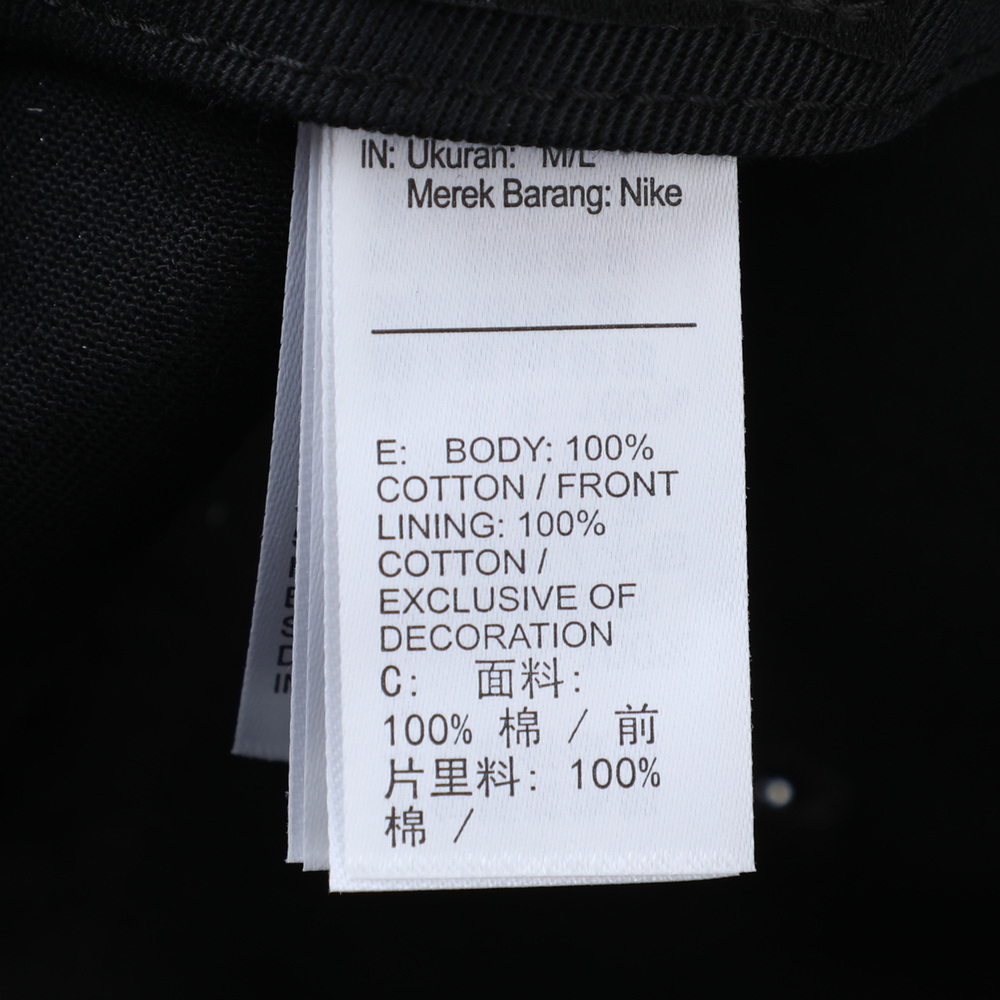 IN: Ukuran: M/L
Merek Barang: Nike
E: BODY: 100%
COTTON / FRONT
LINING: 100%
COTTON /
EXCLUSIVE OF
DECORATION
C: 面料:
100% 棉 / 前
片里料: 100%
棉 /